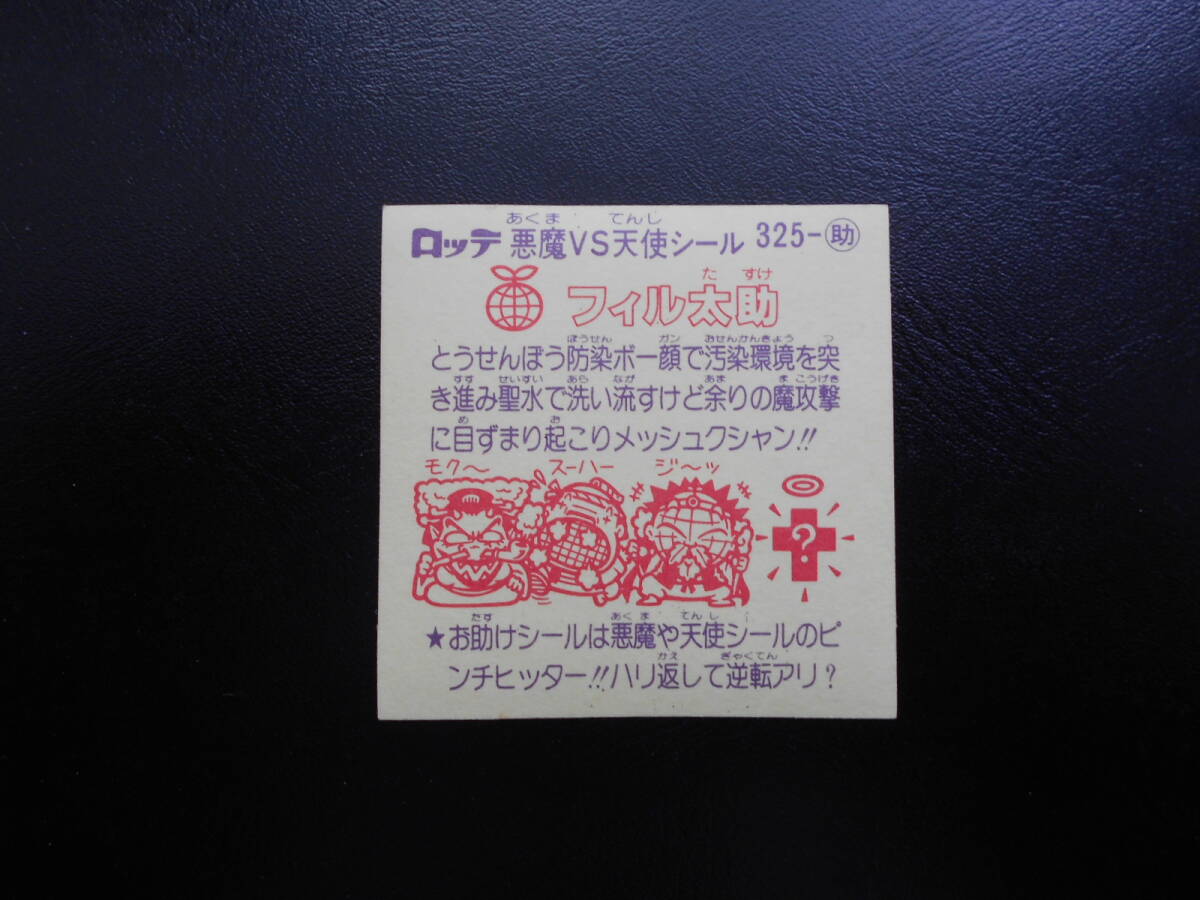 あくま てんし
ロッテ 悪魔VS天使シール 325-助
た すけ
フィル太助
ぼうせん ガン おせんかんきょう つ
とうせんぼう防染ボー顔で汚染環境を突
すす せいすい あら なが あま ま こうげき
き進み聖水で洗い流すけど余りの魔攻撃
め お
に目ずまり起こりメッシュクシャン!!
モク〜 スーハー ジ〜ッ
?
たす あくま てんし
★お助けシールは悪魔や天使シールのピ
かえ ぎゃくてん
ンチヒッター!!ハリ返して逆転アリ?